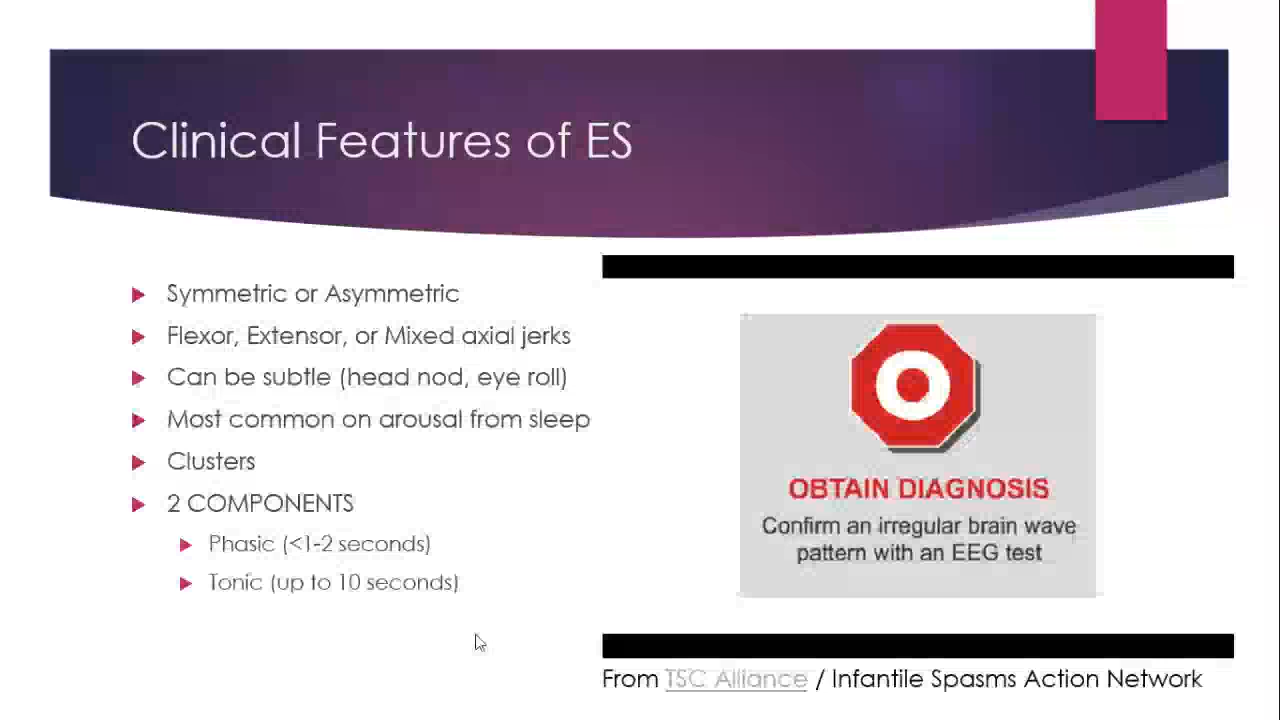 Clinical Features of ES
Symmetric or Asymmetric
Flexor, Extensor, or Mixed axial jerks
Can be subtle (head nod, eye roll)
Most common on arousal from sleep
Clusters
2 COMPONENTS
Phasic (<1-2 seconds)
Tonic (up to 10 seconds)
O
OBTAIN DIAGNOSIS
Confirm an irregular brain wave
pattern with an EEG test
From TSC Alliance / Infantile Spasms Action Network